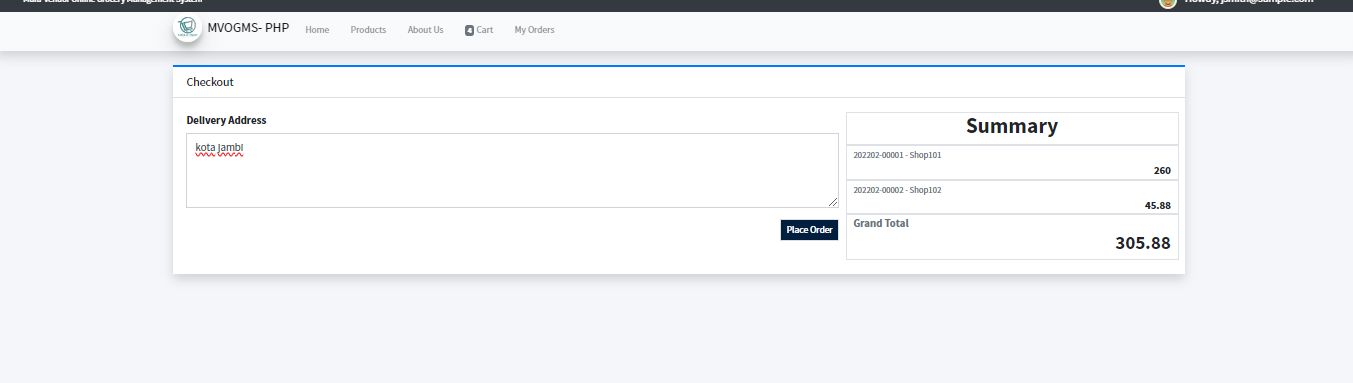 Multi-Vendor Online Grocery Management System
Howdy, jsmith@sample.com
MVOGMS- PHP Home Products About Us 4 Cart My Orders
Checkout
Delivery Address
kota jambi
Place Order
Summary
202202-00001 - Shop101
260
202202-00002 - Shop102
45.88
Grand Total
305.88